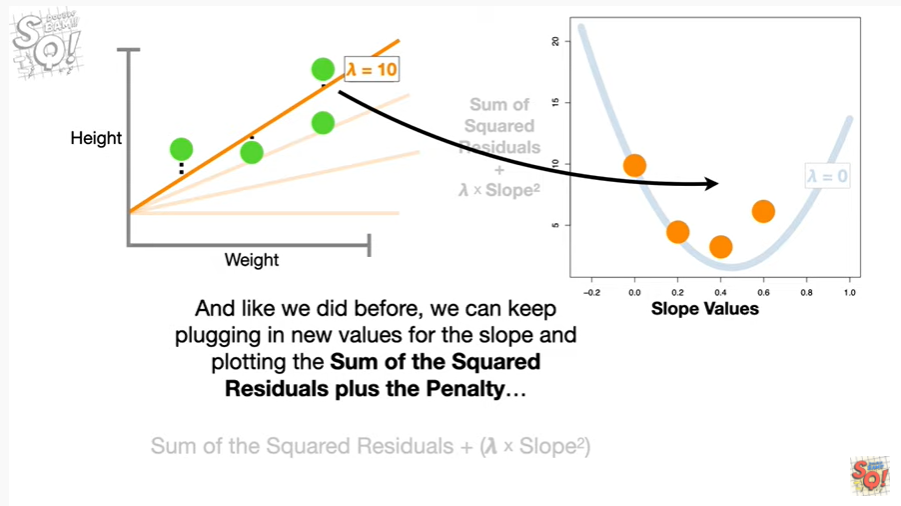 SQ!
λ = 10
Height
Weight
Sum of
Squared
Residuals
+
λ × Slope²
20
15
10
5
λ = 0
−0.2 0.0 0.2 0.4 0.6 0.8 1.0
Slope Values
And like we did before, we can keep
plugging in new values for the slope and
plotting the Sum of the Squared
Residuals plus the Penalty…
Sum of the Squared Residuals + (λ × Slope²)
SQ!